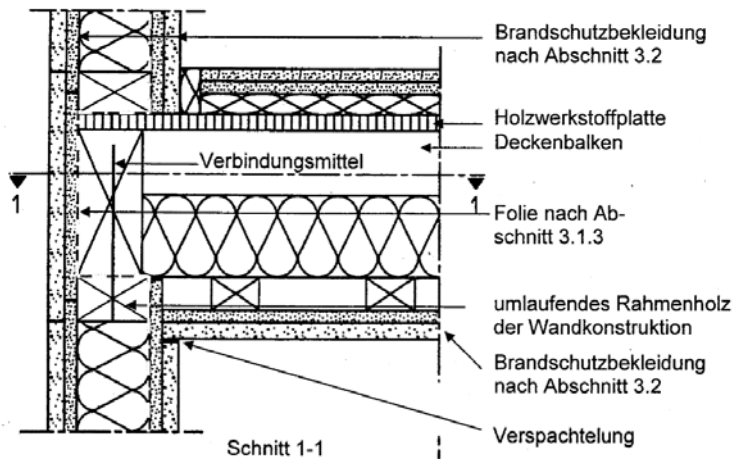 Brandschutzbekleidung
nach Abschnitt 3.2
Holzwerkstoffplatte
Deckenbalken
Verbindungsmittel
1
1
Folie nach Ab-
schnitt 3.1.3
umlaufendes Rahmenholz
der Wandkonstruktion
Brandschutzbekleidung
nach Abschnitt 3.2
Verspachtelung
Schnitt 1-1